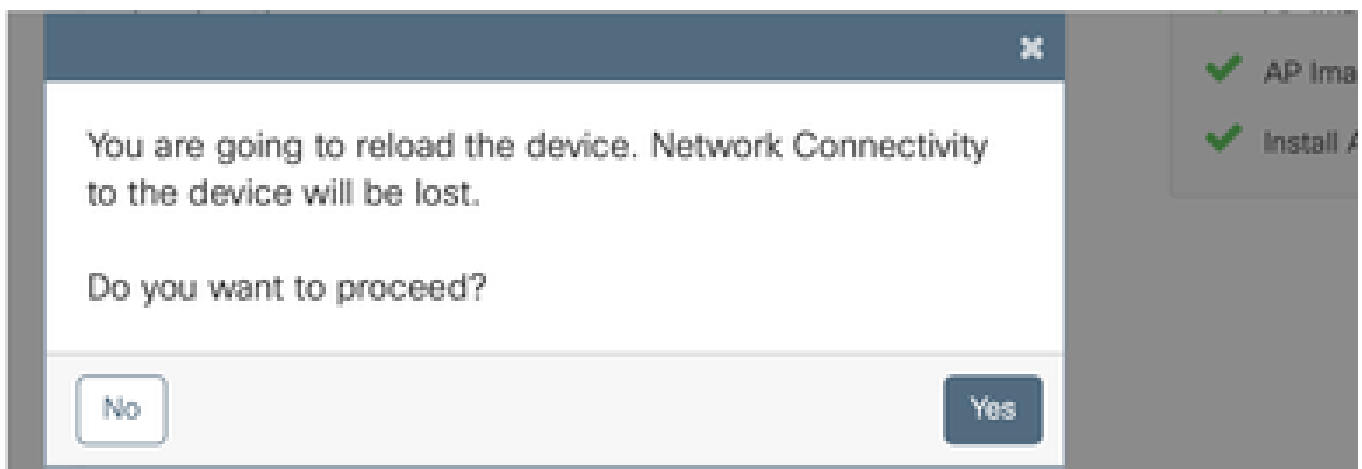 You are going to reload the device. Network Connectivity
to the device will be lost.
Do you want to proceed?
No
Yes
AP Ima
Install A